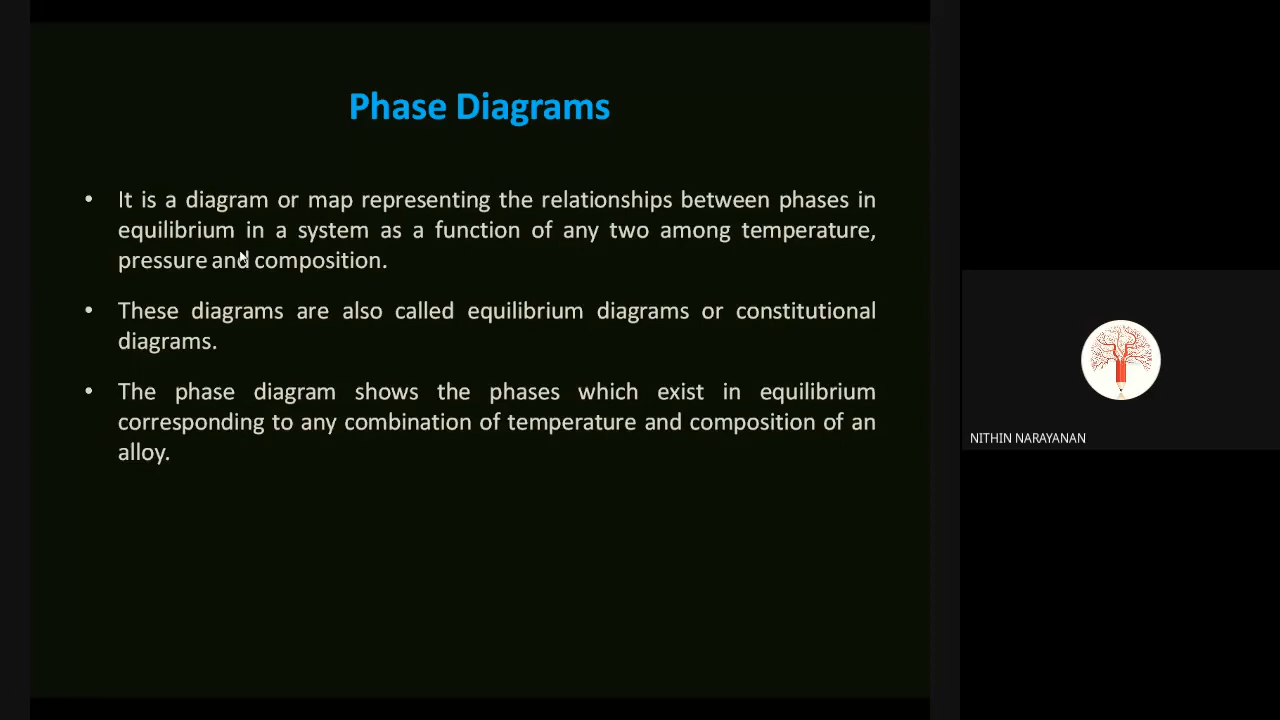 Phase Diagrams
• It is a diagram or map representing the relationships between phases in
equilibrium in a system as a function of any two among temperature,
pressure and composition.
• These diagrams are also called equilibrium diagrams or constitutional
diagrams.
• The phase diagram shows the phases which exist in equilibrium
corresponding to any combination of temperature and composition of an
alloy.
NITHIN NARAYANAN